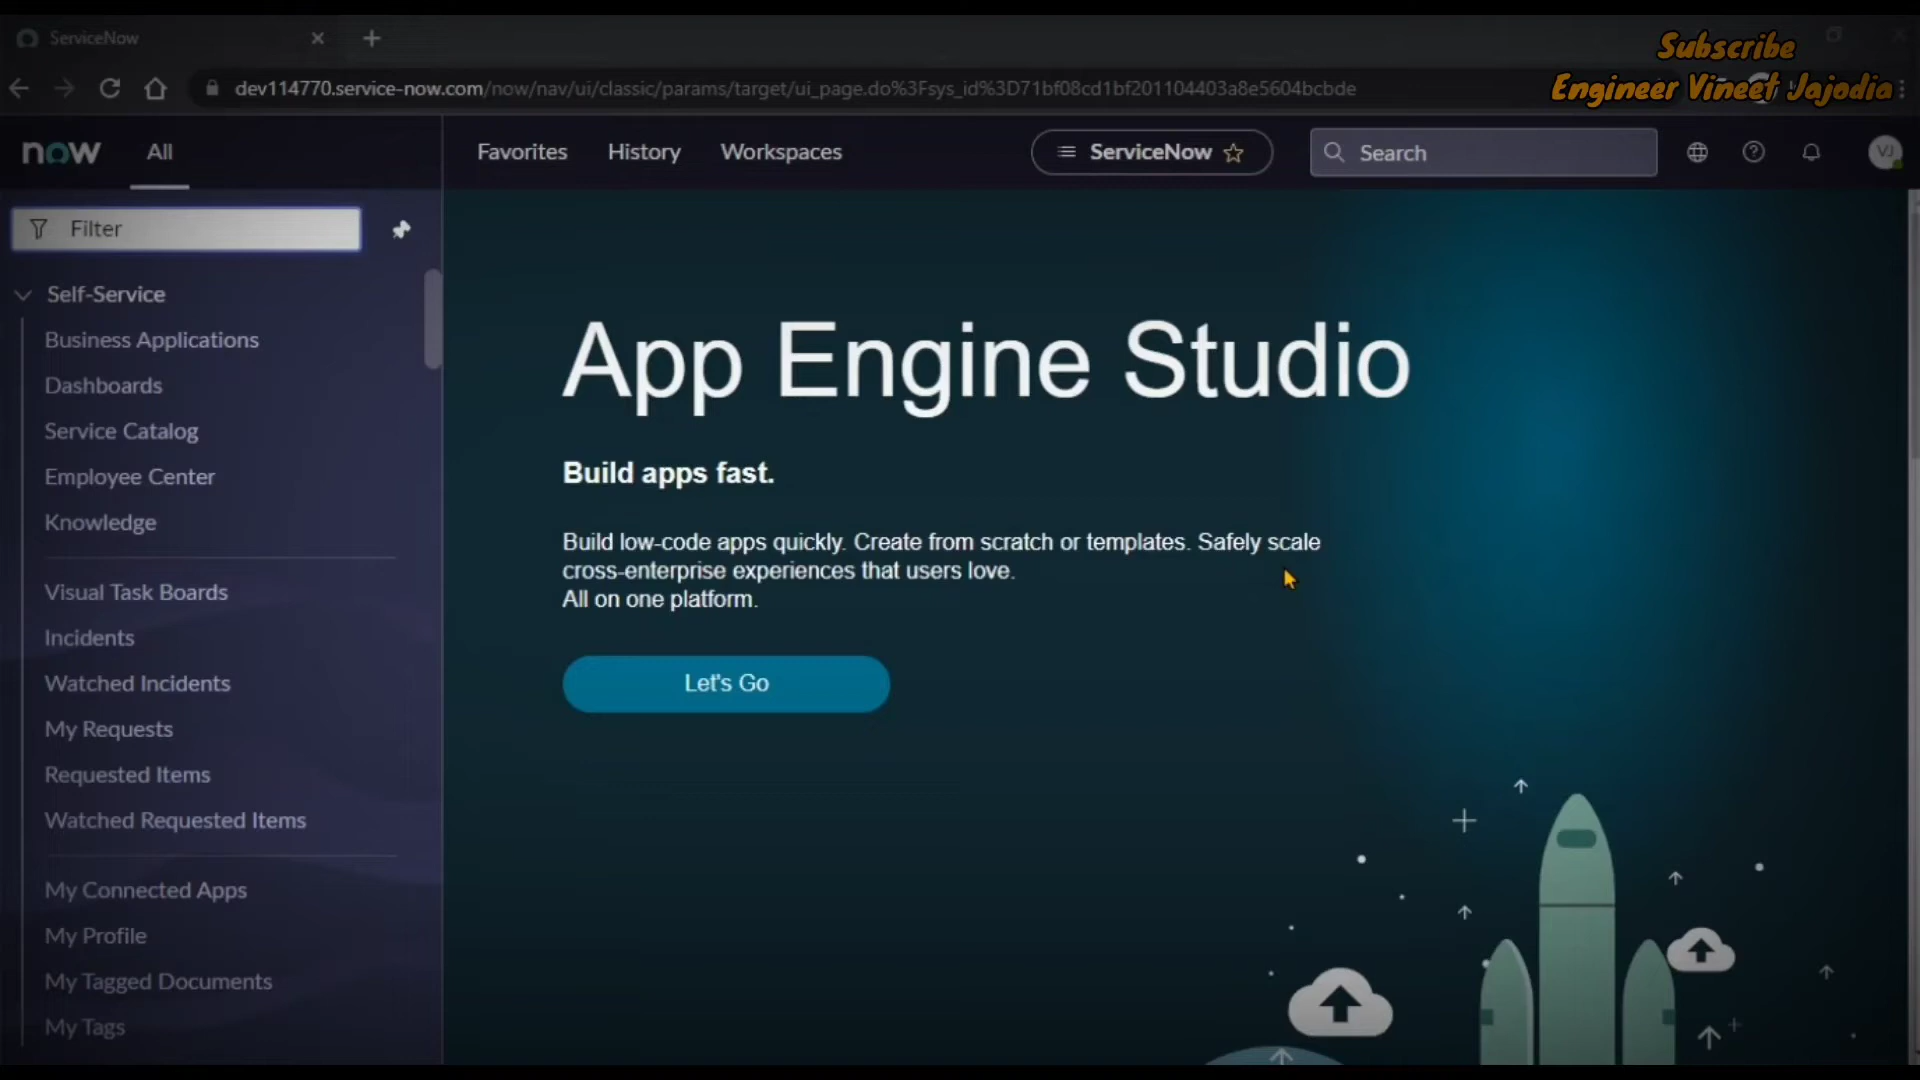 ServiceNow
Subscribe
Engineer Vineet Jajodia
dev114770.service-now.com/now/nav/ui/classic/params/target/ui_page.do%3Fsys_id%3D71bf08cd1bf201104403a8e5604bcbde
now
All
Favorites
History
Workspaces
ServiceNow
Search
VJ
Filter
Self-Service
Business Applications
Dashboards
Service Catalog
Employee Center
Knowledge
Visual Task Boards
Incidents
Watched Incidents
My Requests
Requested Items
Watched Requested Items
My Connected Apps
My Profile
My Tagged Documents
My Tags
App Engine Studio
Build apps fast.
Build low-code apps quickly. Create from scratch or templates. Safely scale
cross-enterprise experiences that users love.
All on one platform.
Let's Go